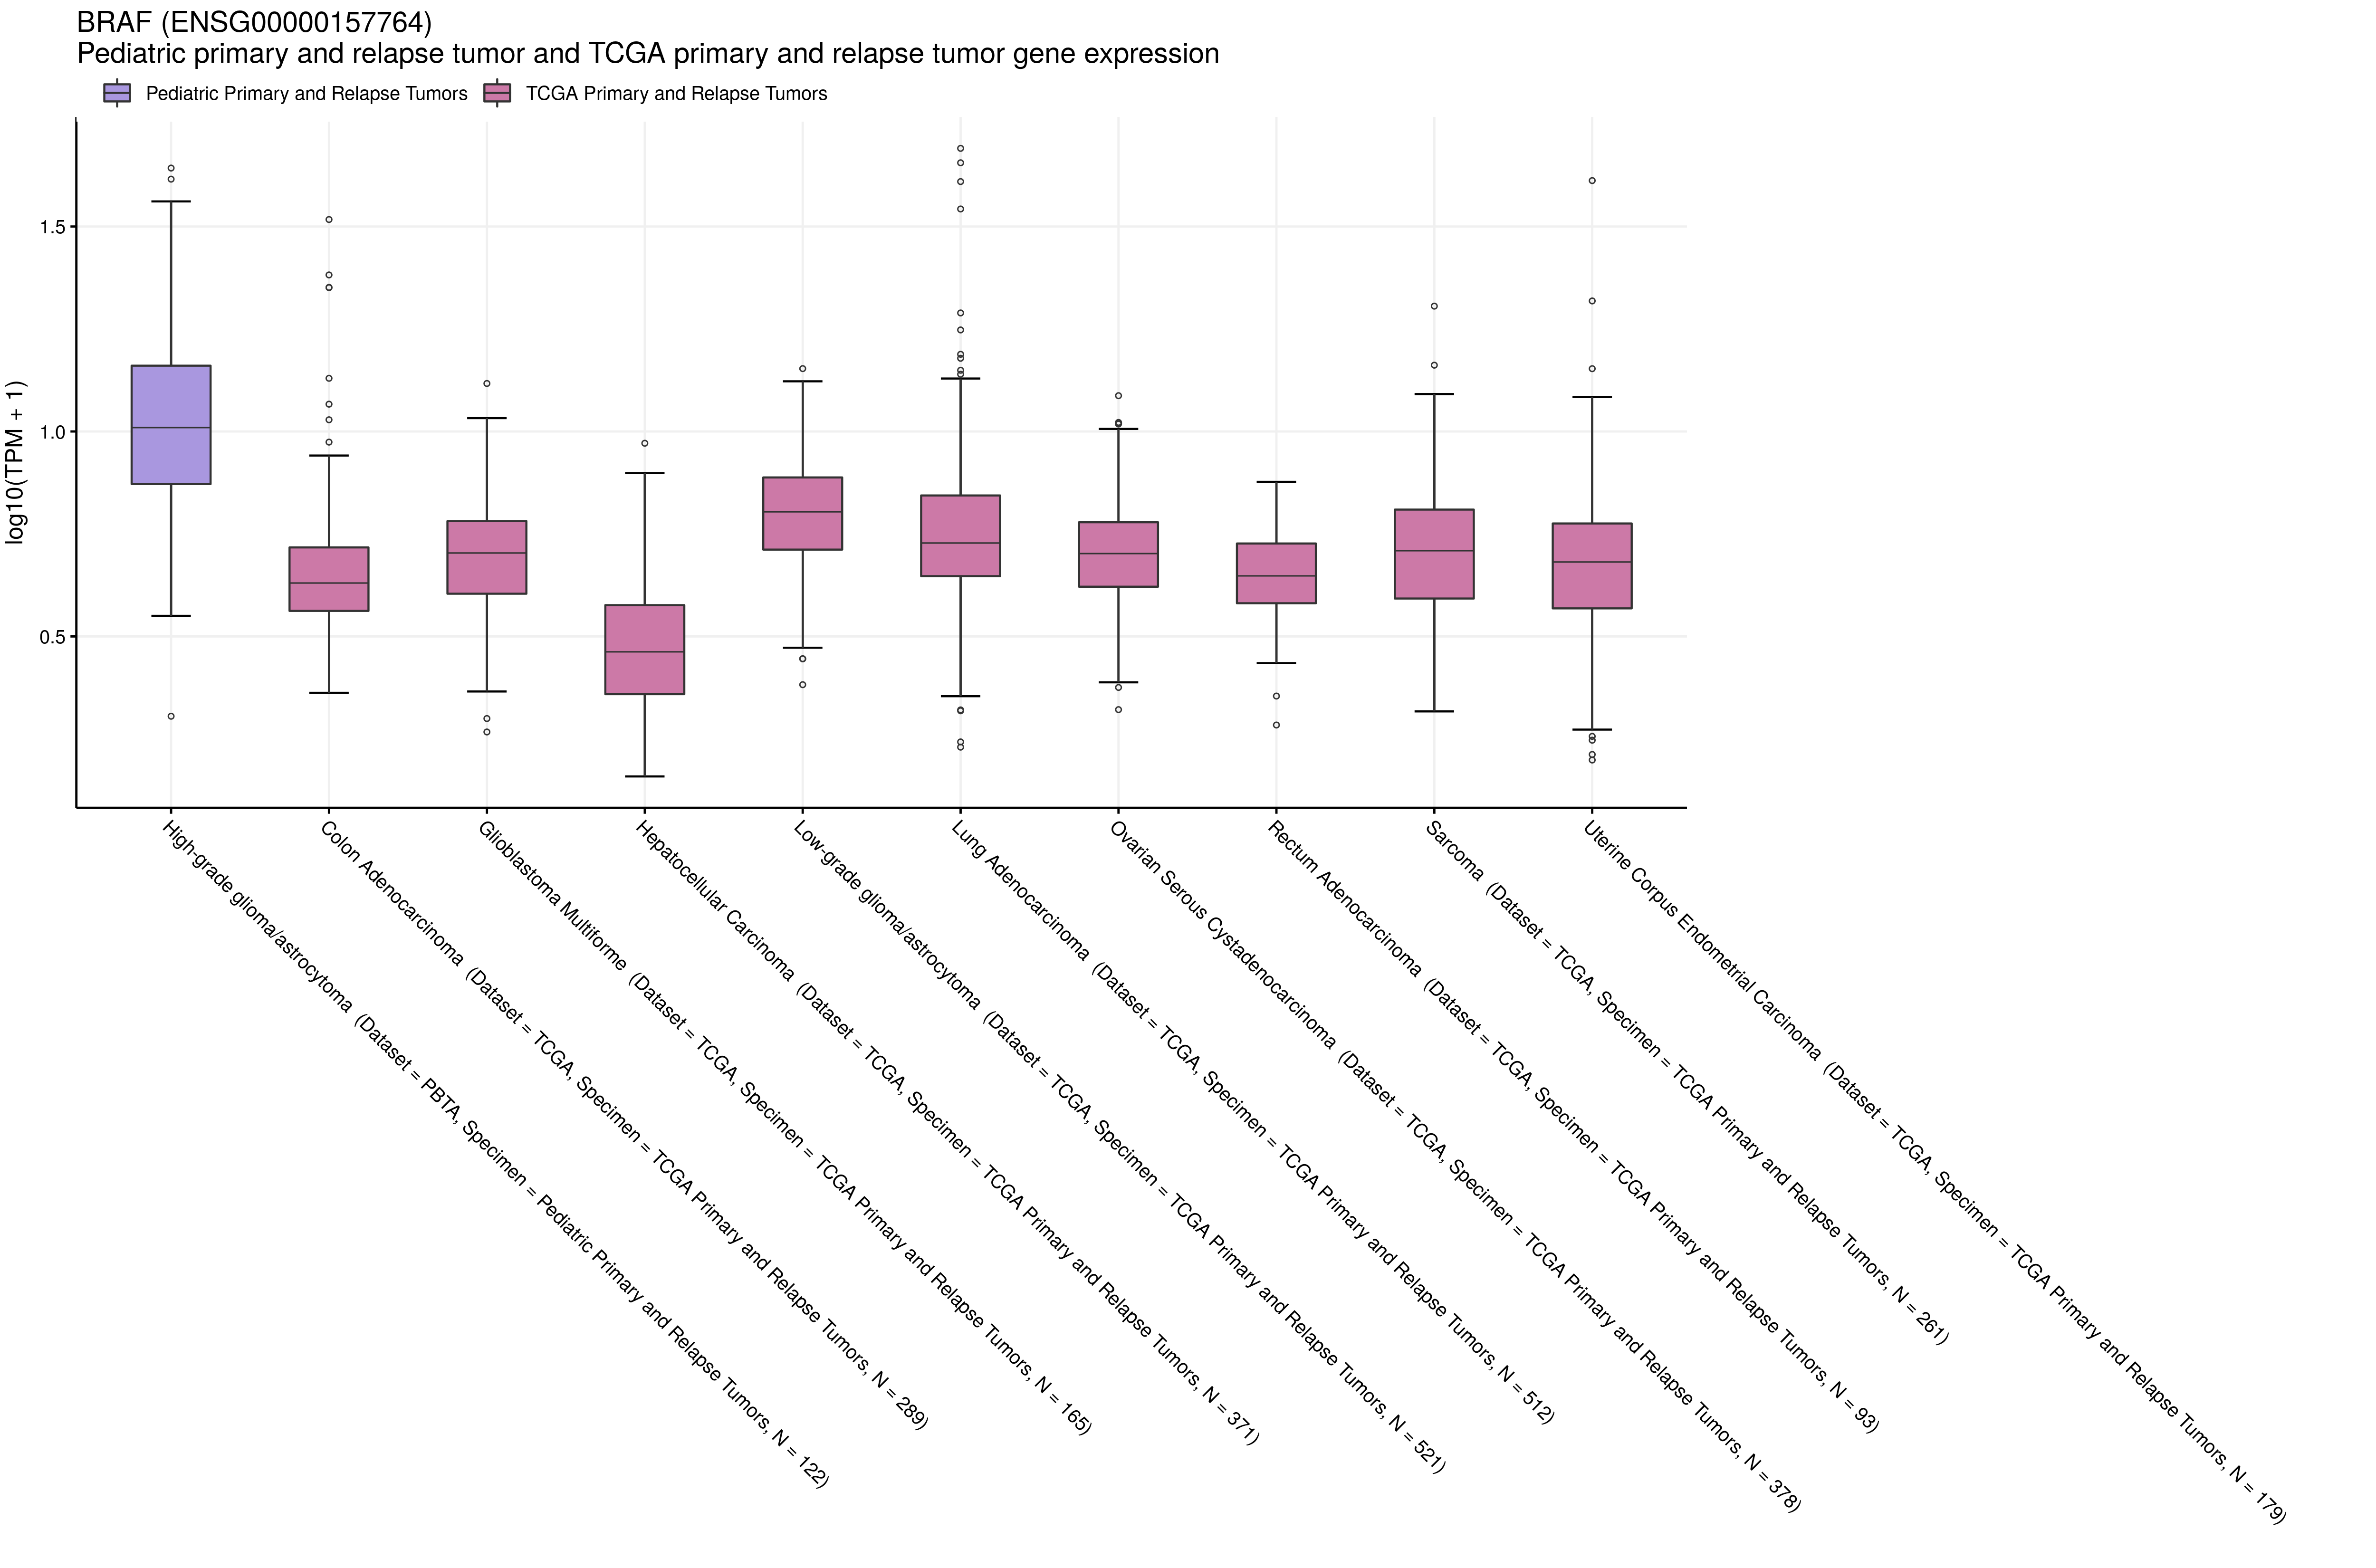 BRAF (ENSG00000157764)
Pediatric primary and relapse tumor and TCGA primary and relapse tumor gene expression
Pediatric Primary and Relapse Tumors
TCGA Primary and Relapse Tumors
log10(TPM + 1)
1.5
1.0
0.5
High-grade glioma/astrocytoma (Dataset = PBTA, Specimen = Pediatric Primary and Relapse Tumors, N = 122)
Colon Adenocarcinoma (Dataset = TCGA, Specimen = TCGA Primary and Relapse Tumors, N = 289)
Glioblastoma Multiforme (Dataset = TCGA, Specimen = TCGA Primary and Relapse Tumors, N = 165)
Hepatocellular Carcinoma (Dataset = TCGA, Specimen = TCGA Primary and Relapse Tumors, N = 371)
Low-grade glioma/astrocytoma (Dataset = TCGA, Specimen = TCGA Primary and Relapse Tumors, N = 521)
Lung Adenocarcinoma (Dataset = TCGA, Specimen = TCGA Primary and Relapse Tumors, N = 512)
Ovarian Serous Cystadenocarcinoma (Dataset = TCGA, Specimen = TCGA Primary and Relapse Tumors, N = 378)
Rectum Adenocarcinoma (Dataset = TCGA, Specimen = TCGA Primary and Relapse Tumors, N = 93)
Sarcoma (Dataset = TCGA, Specimen = TCGA Primary and Relapse Tumors, N = 261)
Uterine Corpus Endometrial Carcinoma (Dataset = TCGA, Specimen = TCGA Primary and Relapse Tumors, N = 179)